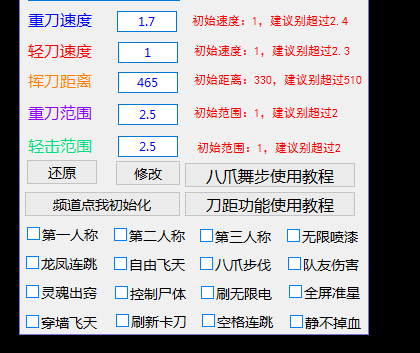 重刀速度 1.7 初始速度：1，建议别超过2.4
轻刀速度 1 初始速度：1，建议别超过2.3
挥刀距离 465 初始距离：330，建议别超过510
重刀范围 2.5 初始范围：1，建议别超过2
轻击范围 2.5 初始范围：1，建议别超过2
还原 修改 八爪舞步使用教程
频道点我初始化 刀距功能使用教程
第一人称 第二人称 第三人称 无限喷漆
龙凤连跳 自由飞天 八爪步伐 队友伤害
灵魂出窍 控制尸体 刷无限电 全屏准星
穿墙飞天 刷新卡刀 空格连跳 静不掉血